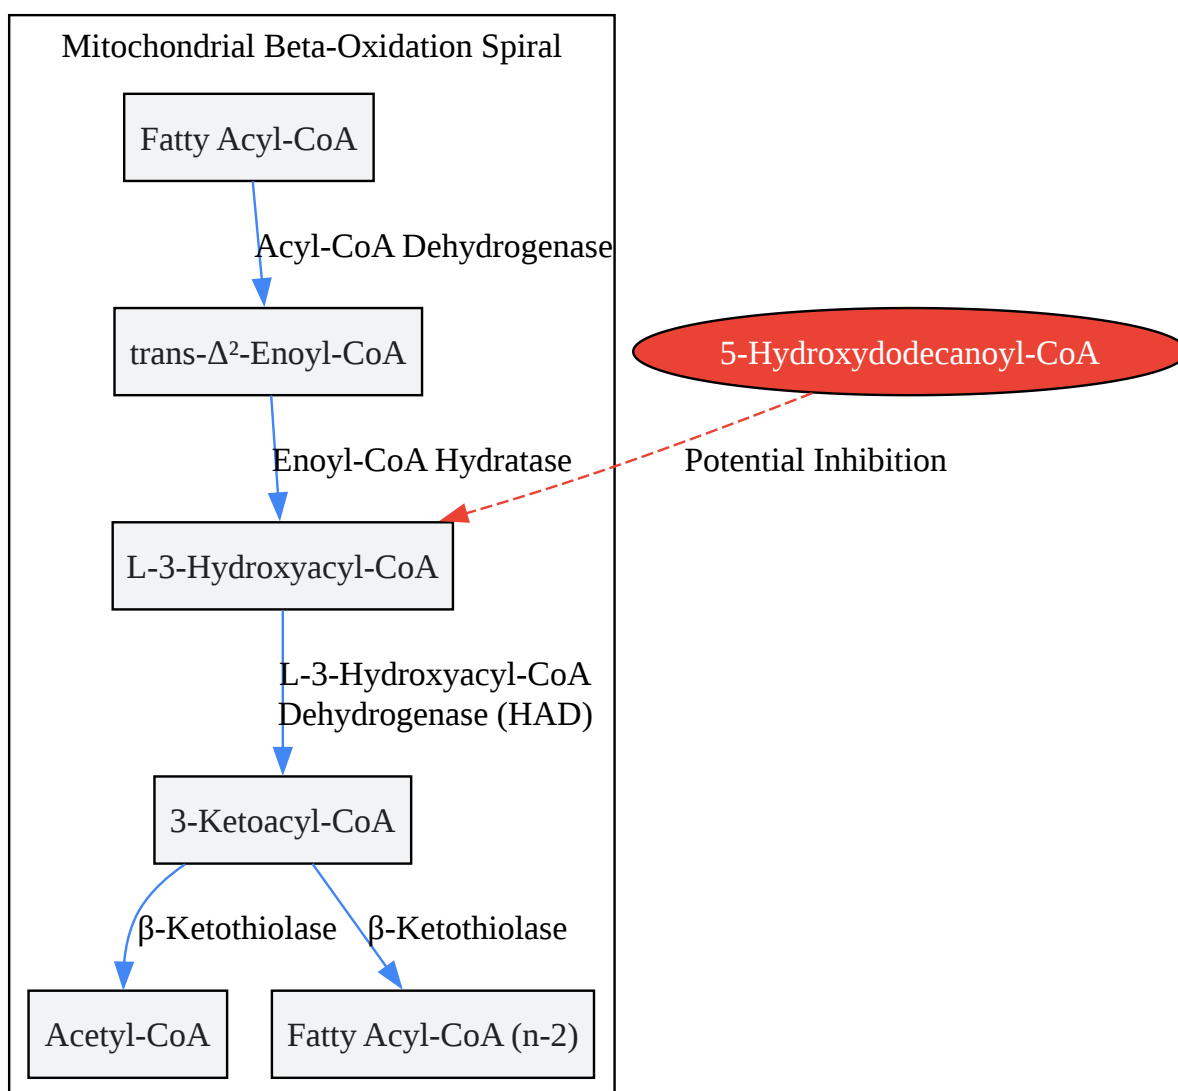 Mitochondrial Beta-Oxidation Spiral
Fatty Acyl-CoA
Acyl-CoA Dehydrogenase
trans-Δ²-Enoyl-CoA
5-Hydroxydodecanoyl-CoA
Enoyl-CoA Hydratase
Potential Inhibition
L-3-Hydroxyacyl-CoA
L-3-Hydroxyacyl-CoA
Dehydrogenase (HAD)
3-Ketoacyl-CoA
β-Ketothiolase
β-Ketothiolase
Acetyl-CoA
Fatty Acyl-CoA (n-2)